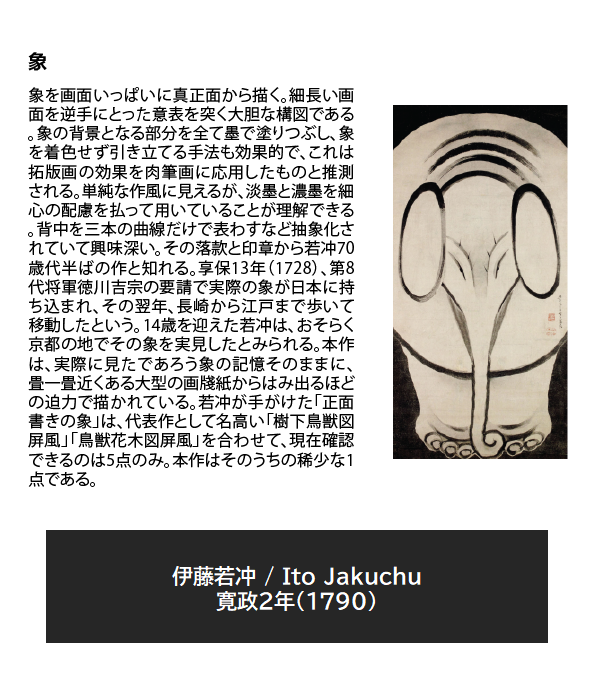 象
象を画面いっぱいに真正面から描く。細長い画
面を逆手にとった意表を突く大胆な構図である
。象の背景となる部分を全て墨で塗りつぶし、象
を着色せず引き立てる手法も効果的で、これは
拓版画の効果を肉筆画に応用したものと推測
される。単純な作風に見えるが、淡墨と濃墨を細
心の配慮を払って用いていることが理解できる
。背中を三本の曲線だけで表わすなど抽象化さ
れていて興味深い。その落款と印章から若冲70
歳代半ばの作と知れる。享保13年（1728）、第8
代将軍徳川吉宗の要請で実際の象が日本に持
ち込まれ、その翌年、長崎から江戸まで歩いて
移動したという。14歳を迎えた若冲は、おそらく
京都の地でその象を実見したとみられる。本作
は、実際に見たであろう象の記憶そのままに、
畳一畳近くある大型の画牋紙からはみ出るほど
の迫力で描かれている。若冲が手がけた「正面
書きの象」は、代表作として名高い「樹下鳥獣図
屏風」「鳥獣花木図屏風」を合わせて、現在確認
できるのは5点のみ。本作はそのうちの稀少な1
点である。
伊藤若冲 / Ito Jakuchu
寛政2年(1790)